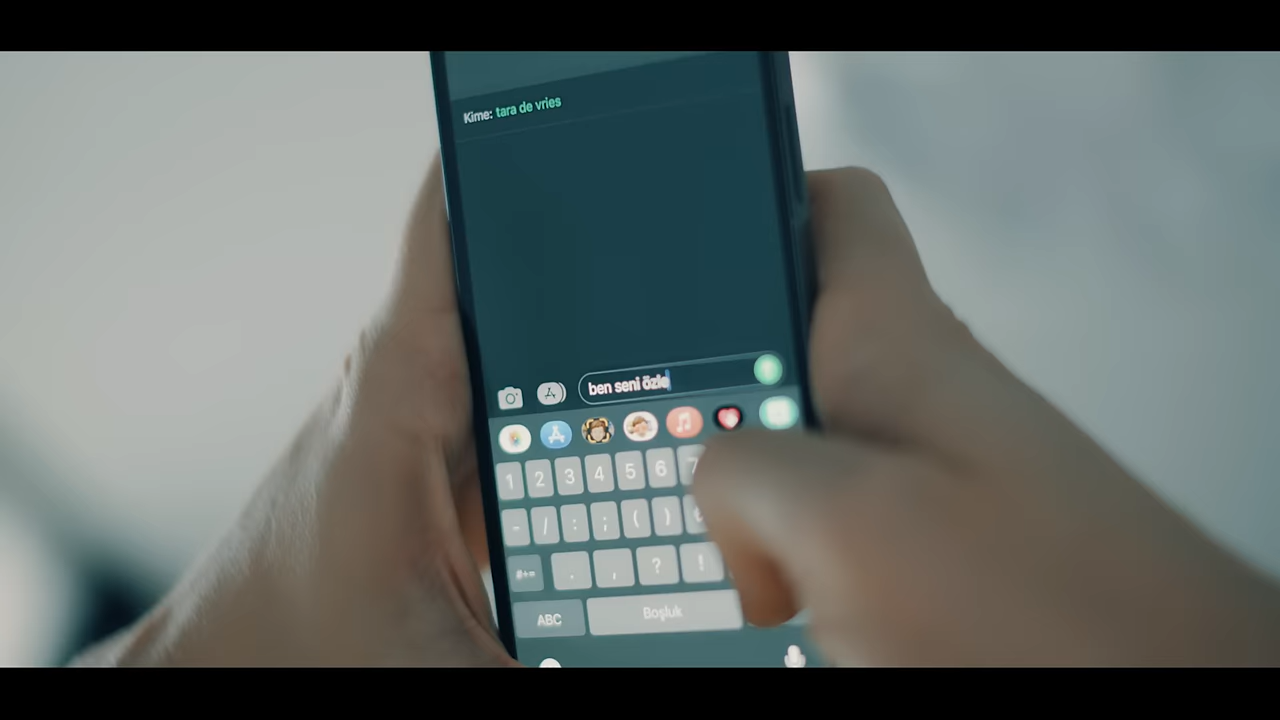 Kime: tara de vries
ben seni özle
1 2 3 4 5 6 7
- / : ; ( )
#+= . , ? !
ABC Boşluk